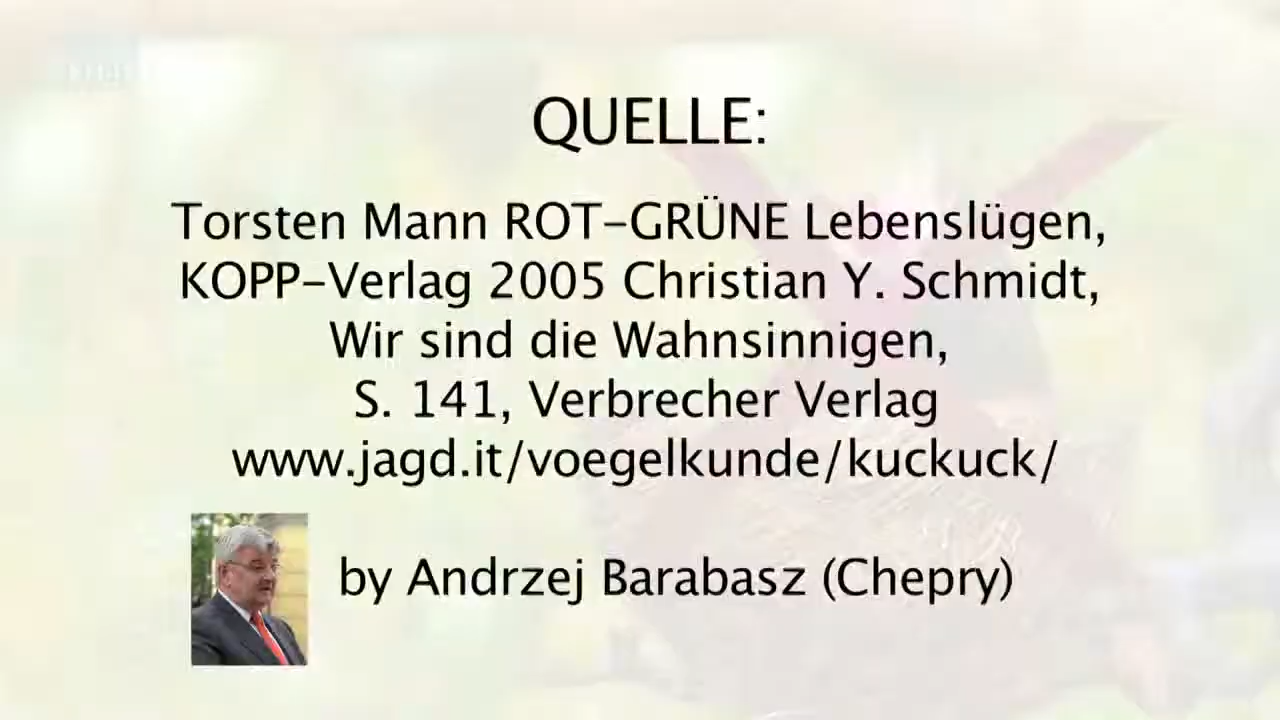 QUELLE:
Torsten Mann ROT-GRÜNE Lebenslügen,
KOPP-Verlag 2005 Christian Y. Schmidt,
Wir sind die Wahnsinnigen,
S. 141, Verbrecher Verlag
www.jagd.it/voegelkunde/kuckuck/
by Andrzej Barabasz (Chepry)